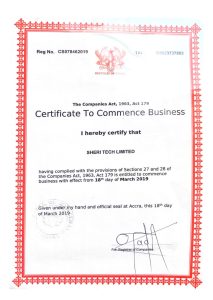 Reg No. CS078462019
The Companies Act, 1963, Act 179
Certificate To Commence Business
I hereby certify that
SHERI TECH LIMITED
having complied with the provisions of Sections 27 and 28 of
the Companies Act, 1963, Act 179 is entitled to commence
business with effect from 18th day of March 2019
Given under my hand and official seal at Accra, this 18th day
of March 2019